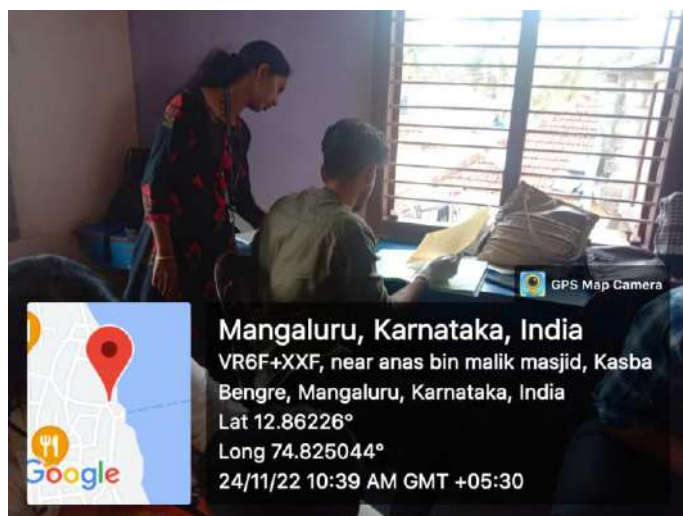 GPS Map Camera
Mangaluru, Karnataka, India
VR6F+XXF, near anas bin malik masjid, Kasba
Bengre, Mangaluru, Karnataka, India
Lat 12.86226°
Long 74.825044°
24/11/22 10:39 AM GMT +05:30
Google